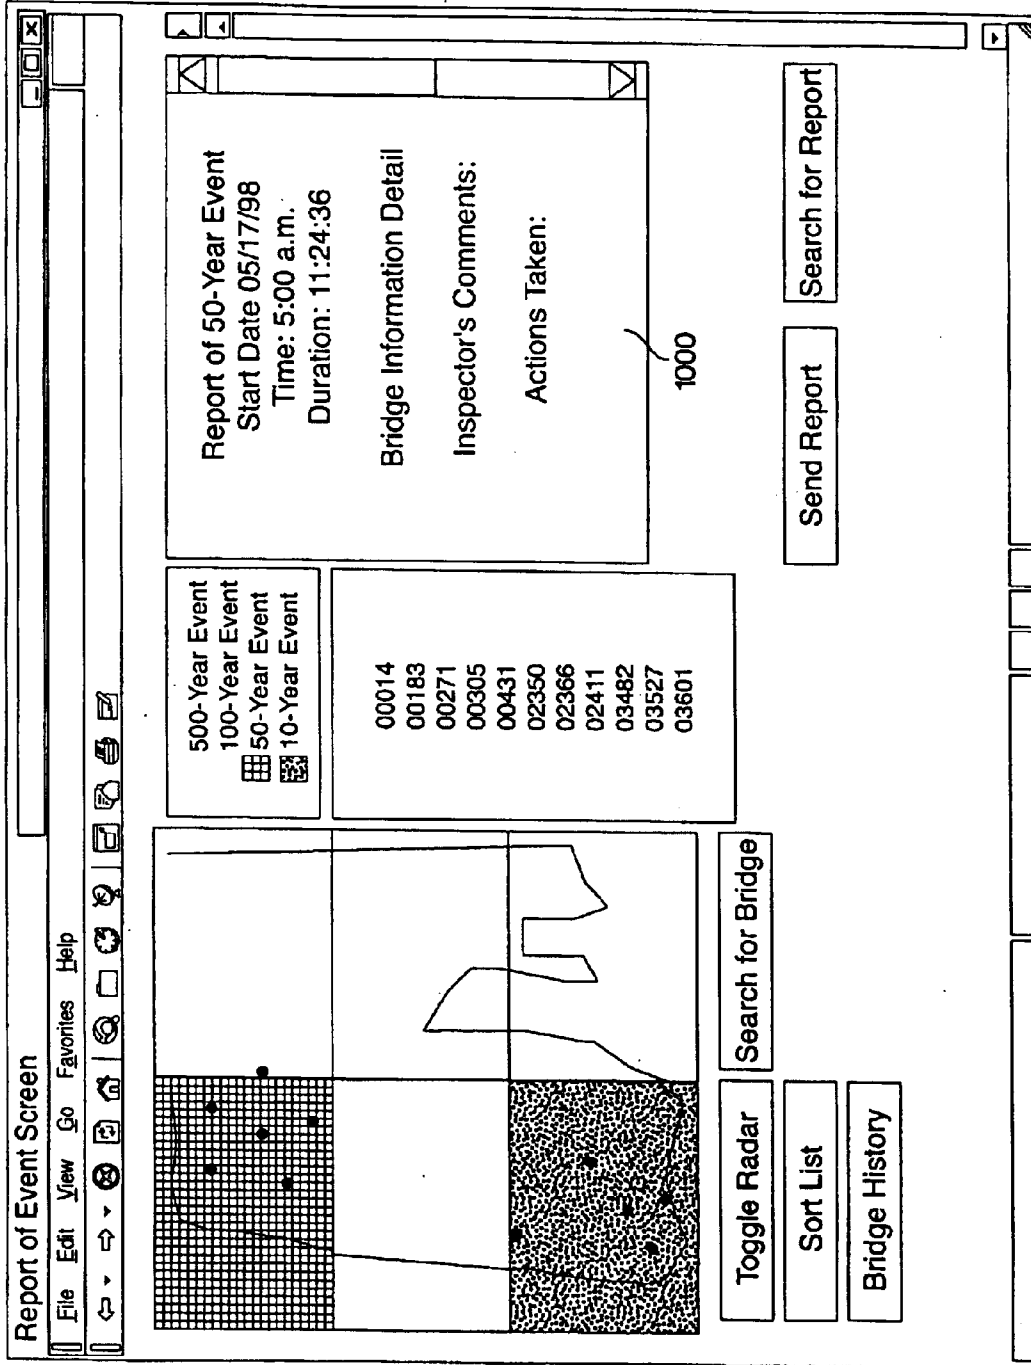 Report of Event Screen
File Edit View Go Favorites Help
500-Year Event
100-Year Event
50-Year Event
10-Year Event
00014
00183
00271
00305
00431
02350
02366
02411
03482
03527
03601
Report of 50-Year Event
Start Date 05/17/98
Time: 5:00 a.m.
Duration: 11:24:36
Bridge Information Detail
Inspector's Comments:
Actions Taken:
1000
Toggle Radar
Search for Bridge
Sort List
Bridge History
Send Report
Search for Report